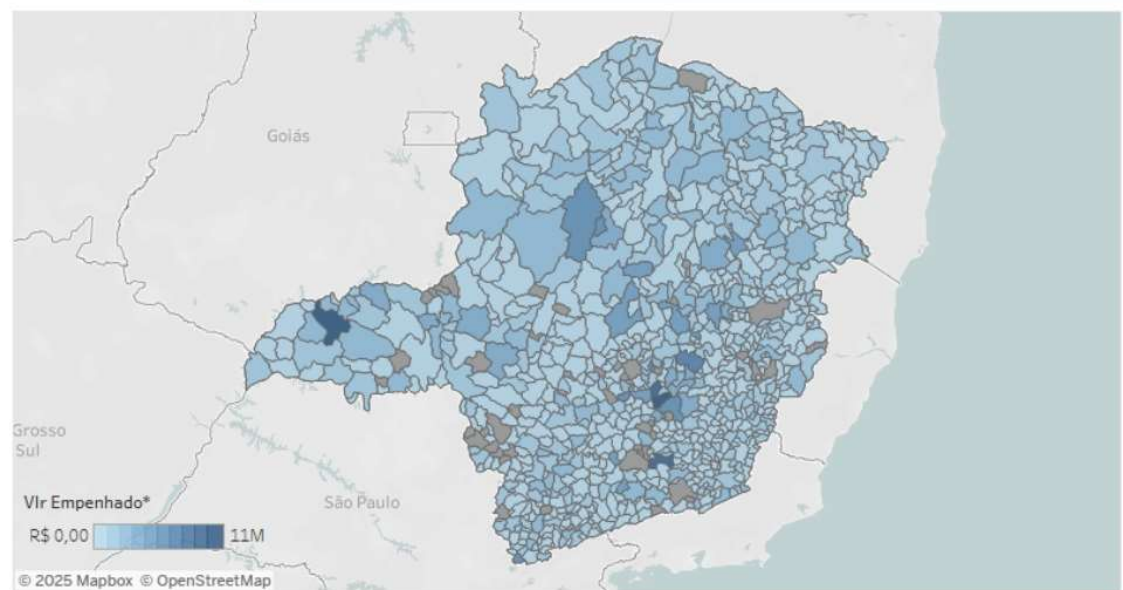 Goiás
Grosso
Sul
São Paulo
Vlr Empenhado*
R$ 0,00 11M
© 2025 Mapbox © OpenStreetMap